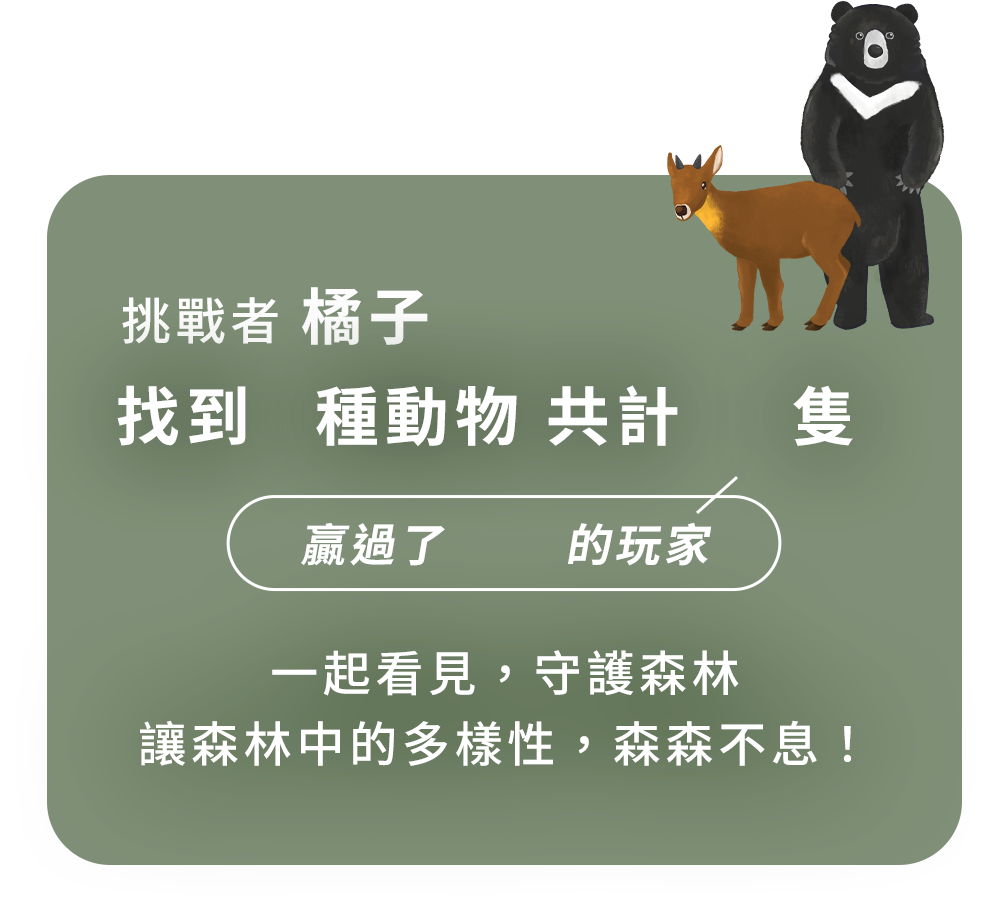 挑戰者 橘子
找到 種動物 共計 隻
贏過了 的玩家
一起看見，守護森林
讓森林中的多樣性，森森不息！